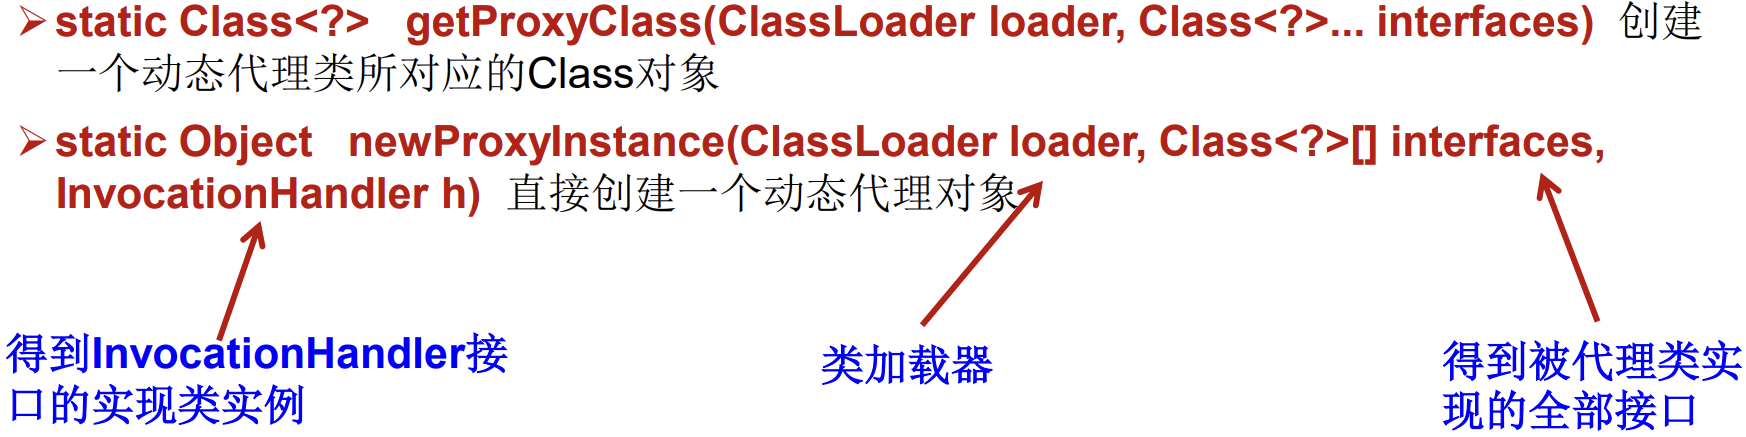 ➢static Class<?> getProxyClass(ClassLoader loader, Class<?>... interfaces) 创建
一个动态代理类所对应的Class对象
➢static Object newProxyInstance(ClassLoader loader, Class<?>[] interfaces,
InvocationHandler h) 直接创建一个动态代理对象
得到InvocationHandler接
口的实现类实例
类加载器
得到被代理类实
现的全部接口